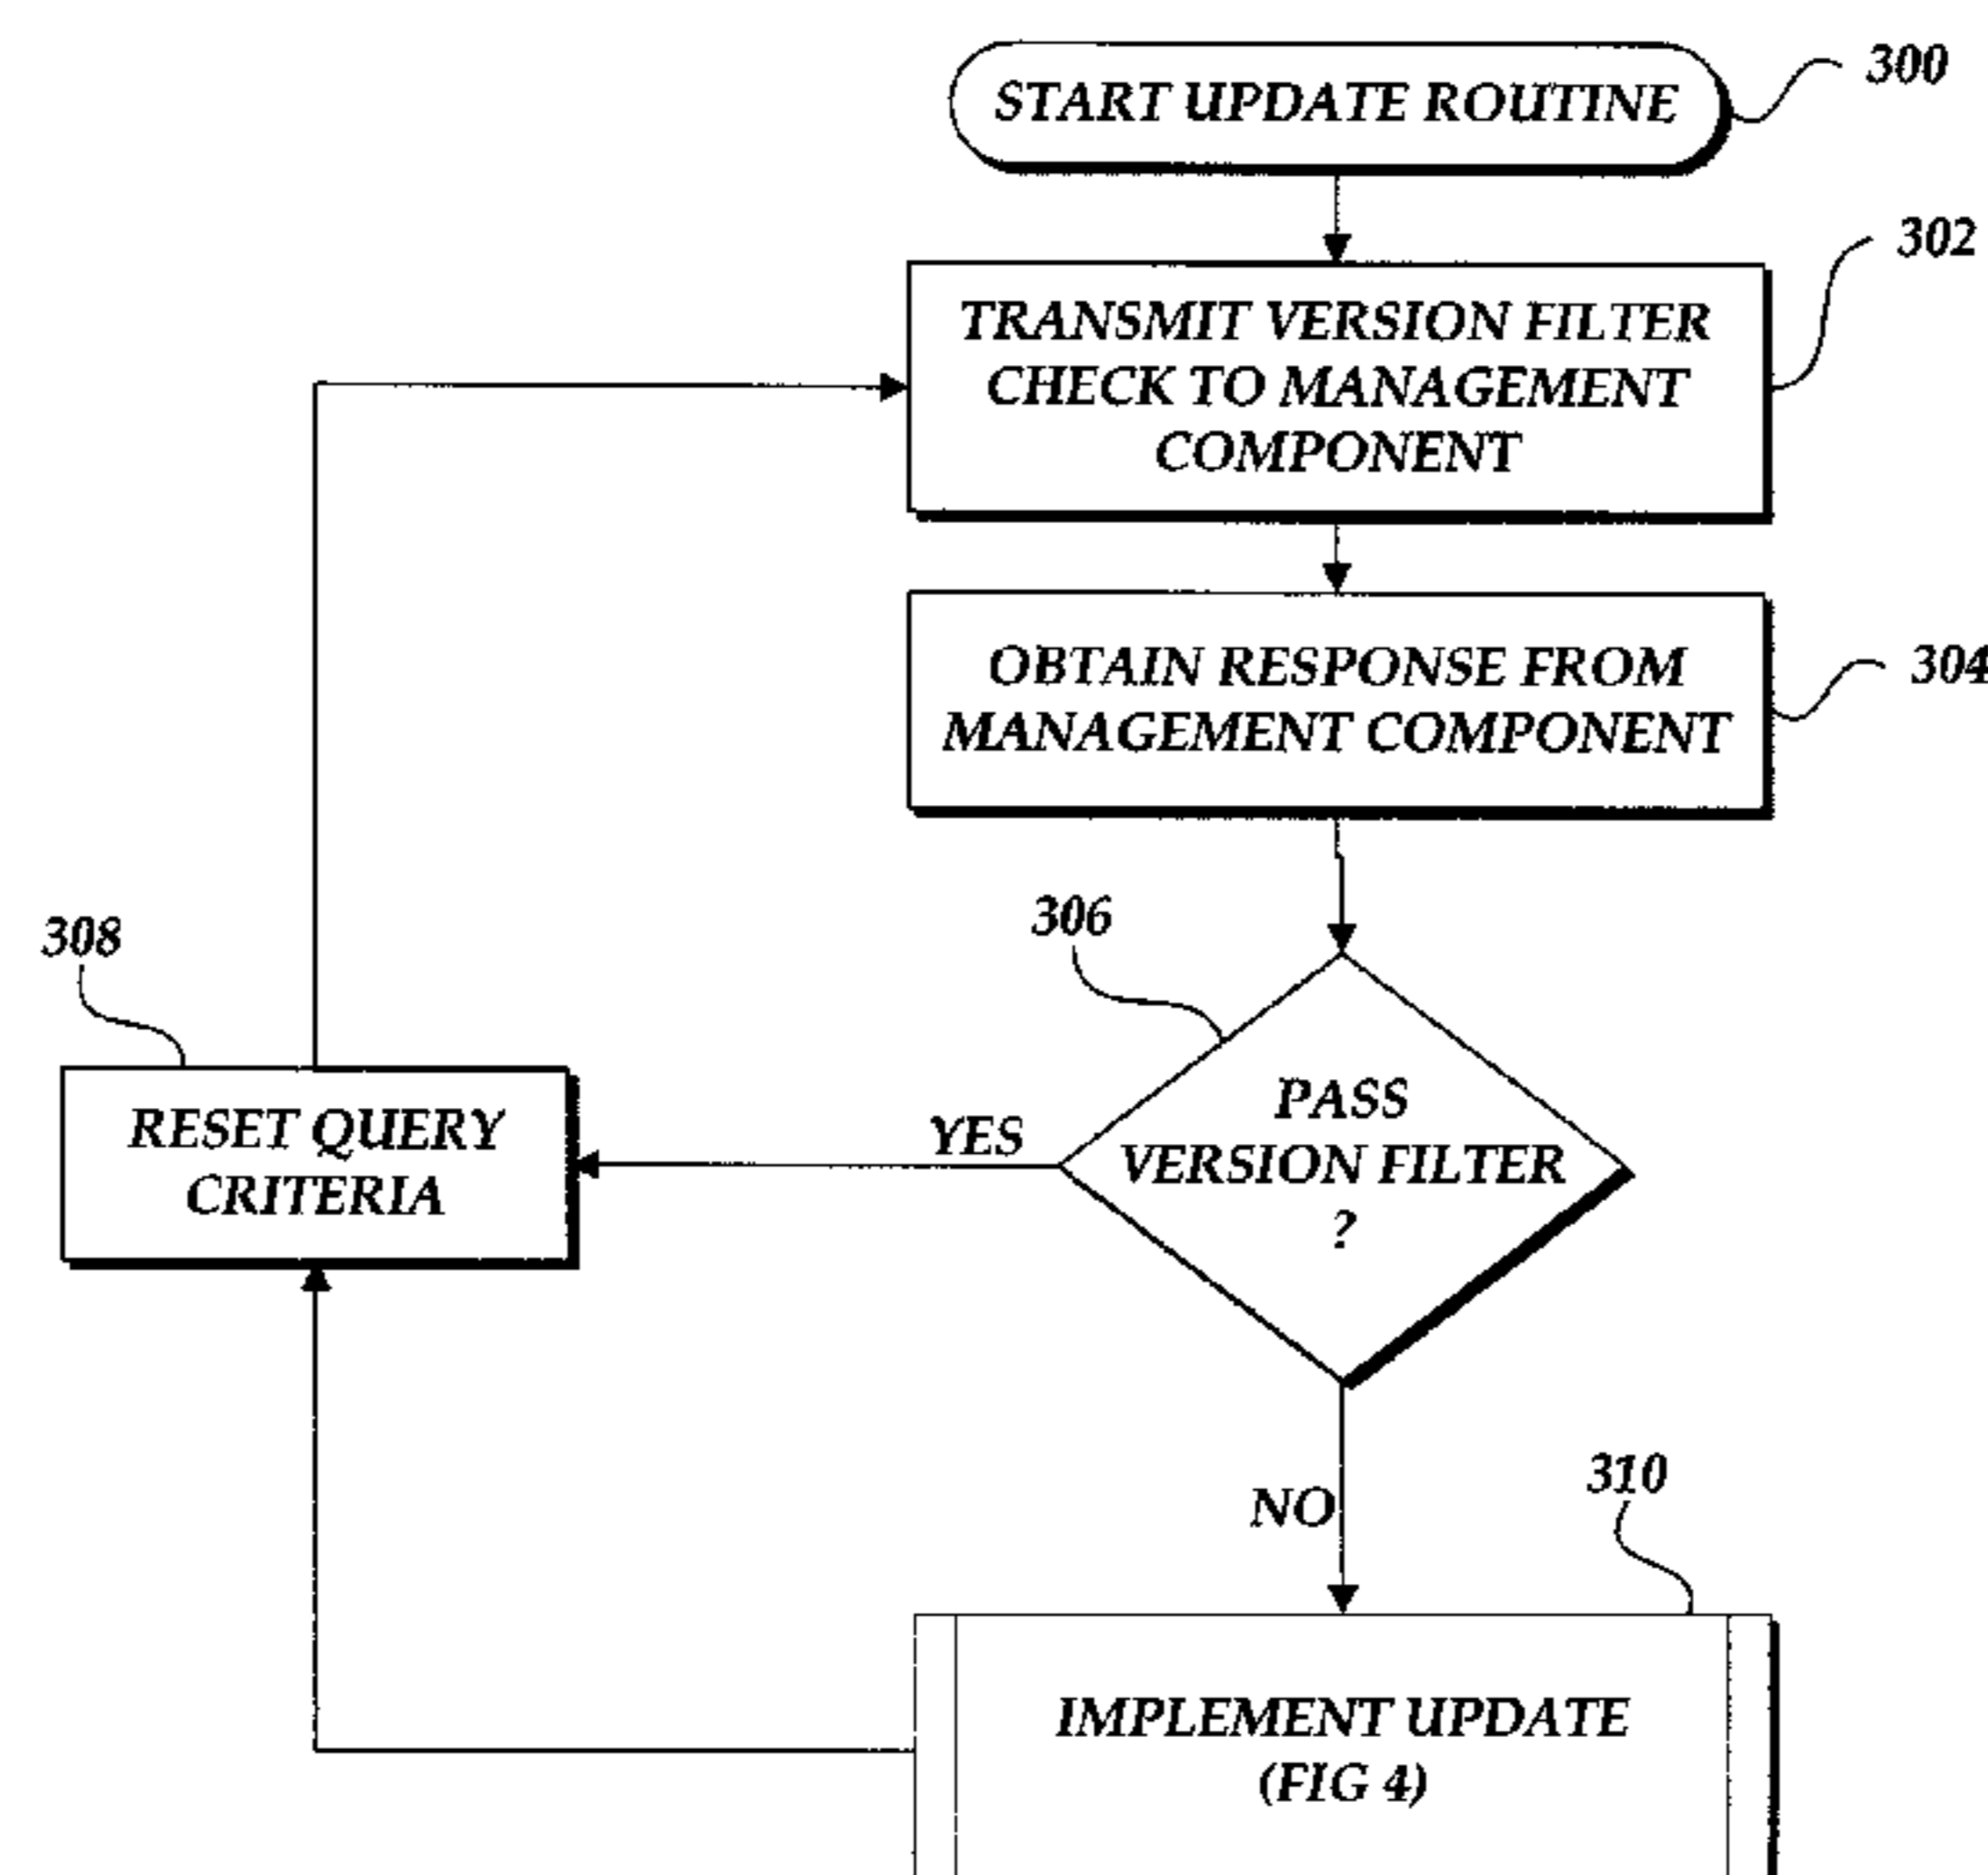 START UPDATE ROUTINE
300
302
TRANSMIT VERSION FILTER
CHECK TO MANAGEMENT
COMPONENT
OBTAIN RESPONSE FROM
MANAGEMENT COMPONENT
304
306
308
PASS
VERSION FILTER
?
YES
RESET QUERY
CRITERIA
NO
310
IMPLEMENT UPDATE
(FIG 4)